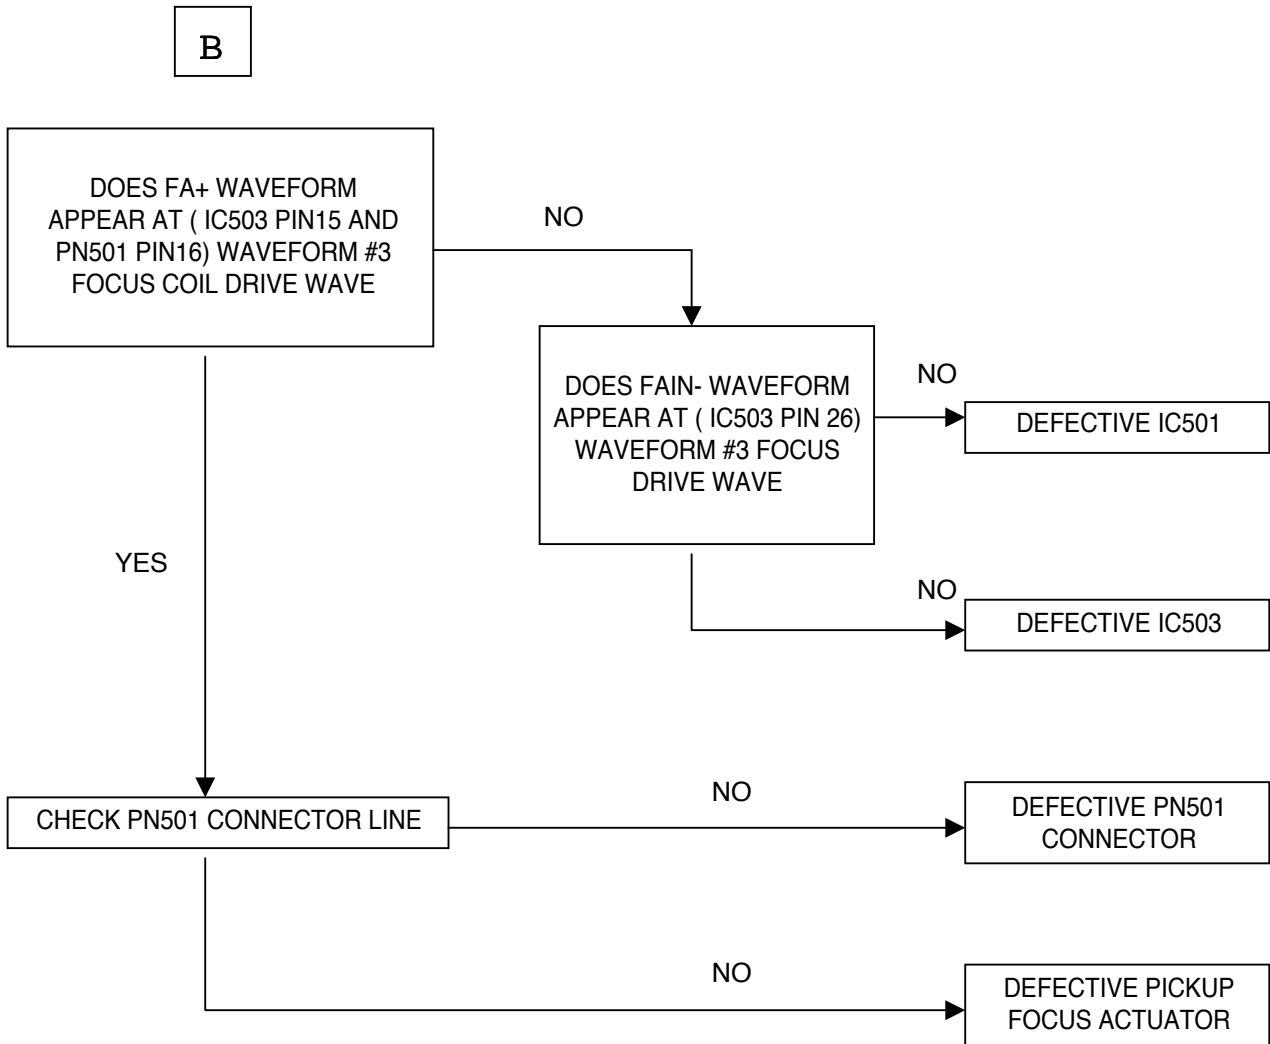 B
DOES FA+ WAVEFORM
APPEAR AT ( IC503 PIN15 AND
PN501 PIN16) WAVEFORM #3
FOCUS COIL DRIVE WAVE
NO
DOES FAIN- WAVEFORM
APPEAR AT ( IC503 PIN 26)
WAVEFORM #3 FOCUS
DRIVE WAVE
NO
DEFECTIVE IC501
YES
NO
DEFECTIVE IC503
CHECK PN501 CONNECTOR LINE
NO
DEFECTIVE PN501
CONNECTOR
NO
DEFECTIVE PICKUP
FOCUS ACTUATOR